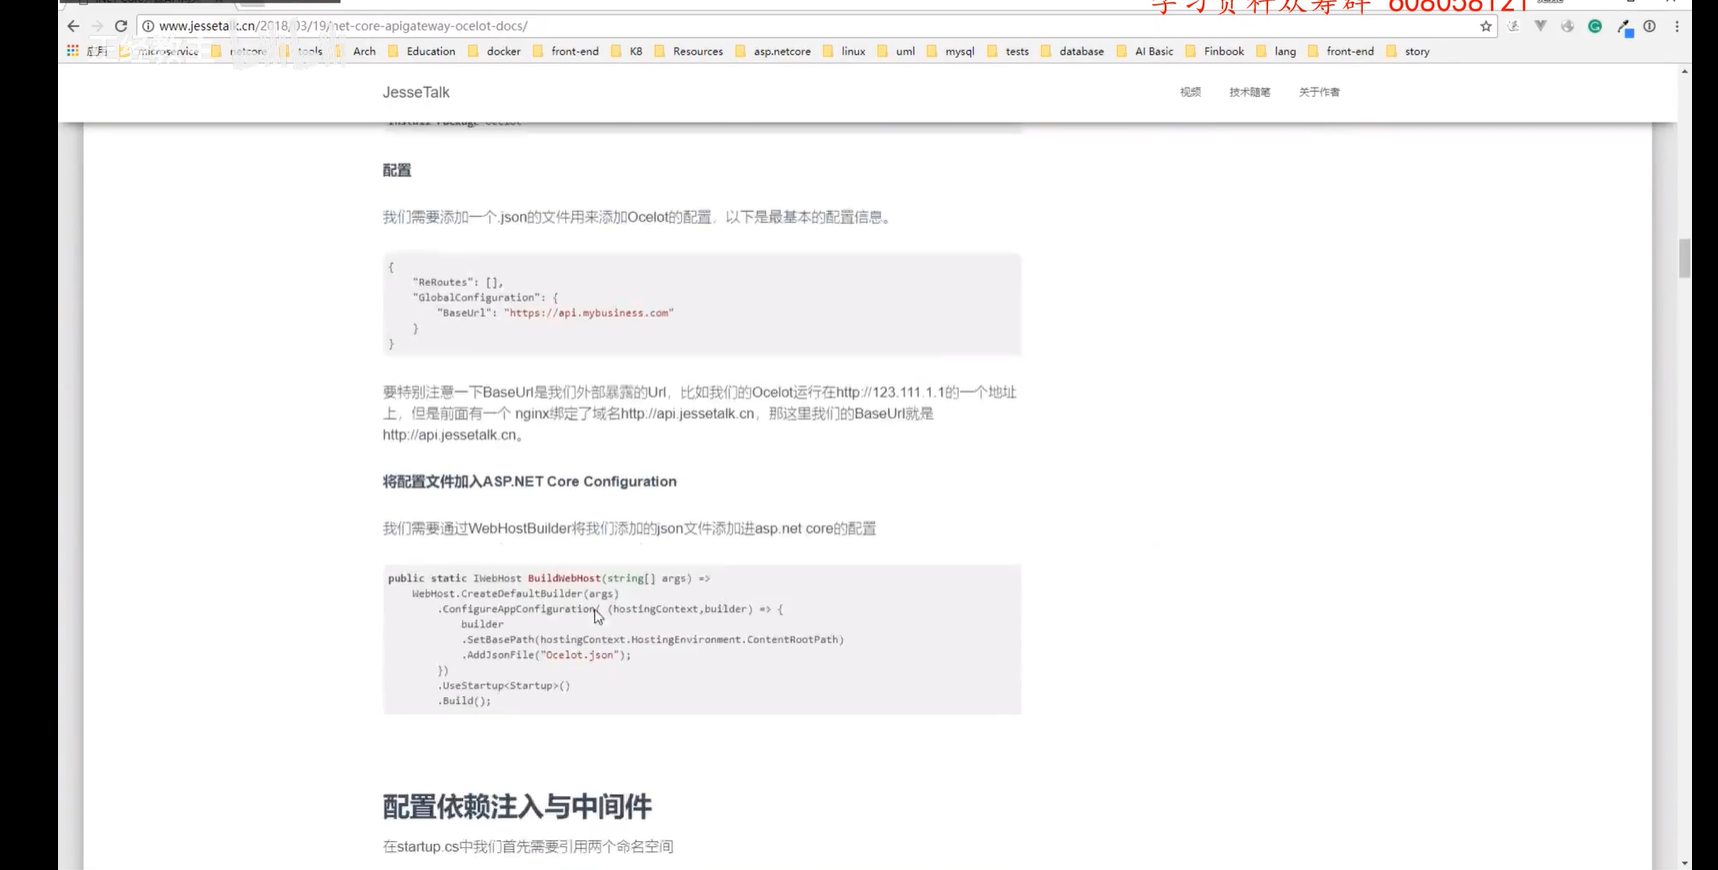 学习资料众筹群 608058121
www.jessetalk.cn/2018/03/19/net-core-apigateway-ocelot-docs/
应用 microservice netcore tools Arch Education docker front-end K8 Resources asp.netcore linux uml mysql tests database AI Basic Finbook lang front-end story
JesseTalk 视频 技术随笔 关于作者
Install-Package Ocelot
配置
我们需要添加一个.json的文件用来添加Ocelot的配置，以下是最基本的配置信息。
{
"ReRoutes": [],
"GlobalConfiguration": {
"BaseUrl": "https://api.mybusiness.com"
}
}
要特别注意一下BaseUrl是我们外部暴露的Url，比如我们的Ocelot运行在http://123.111.1.1的一个地址
上，但是前面有一个 nginx绑定了域名http://api.jessetalk.cn，那这里我们的BaseUrl就是
http://api.jessetalk.cn。
将配置文件加入ASP.NET Core Configuration
我们需要通过WebHostBuilder将我们添加的json文件添加进asp.net core的配置
public static IWebHost BuildWebHost(string[] args) =>
WebHost.CreateDefaultBuilder(args)
.ConfigureAppConfiguration( (hostingContext,builder) => {
builder
.SetBasePath(hostingContext.HostingEnvironment.ContentRootPath)
.AddJsonFile("Ocelot.json");
})
.UseStartup<Startup>()
.Build();
配置依赖注入与中间件
在startup.cs中我们首先需要引用两个命名空间